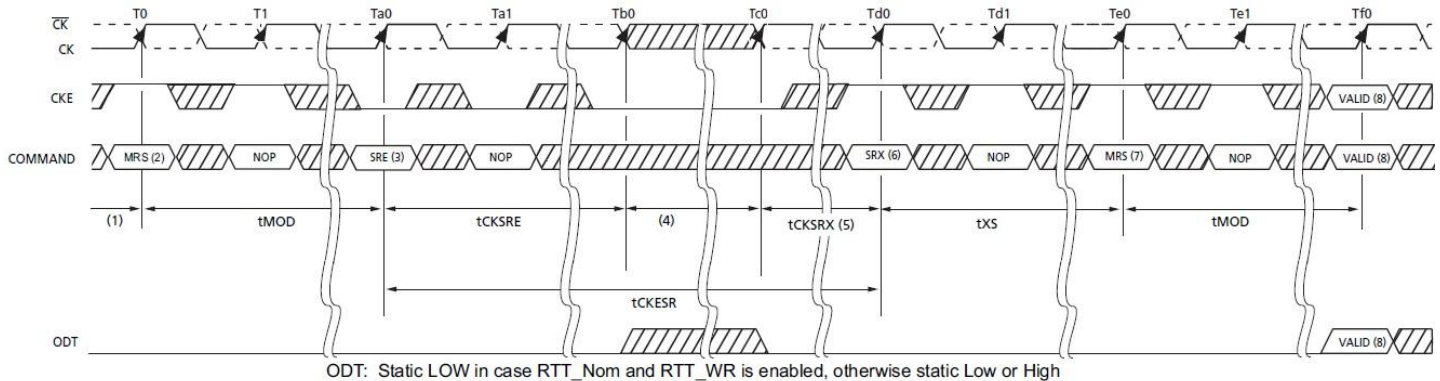 T0 T1 Ta0 Ta1 Tb0 Tc0 Td0 Td1 Te0 Te1 Tf0
CK
CK
CKE VALID (8)
COMMAND MRS (2) NOP SRE (3) NOP SRX (6) NOP MRS (7) NOP VALID (8)
(1) tMOD tCKSRE (4) tCKSRX (5) tXS tMOD
tCKESR
ODT VALID (8)
ODT: Static LOW in case RTT_Nom and RTT_WR is enabled, otherwise static Low or High